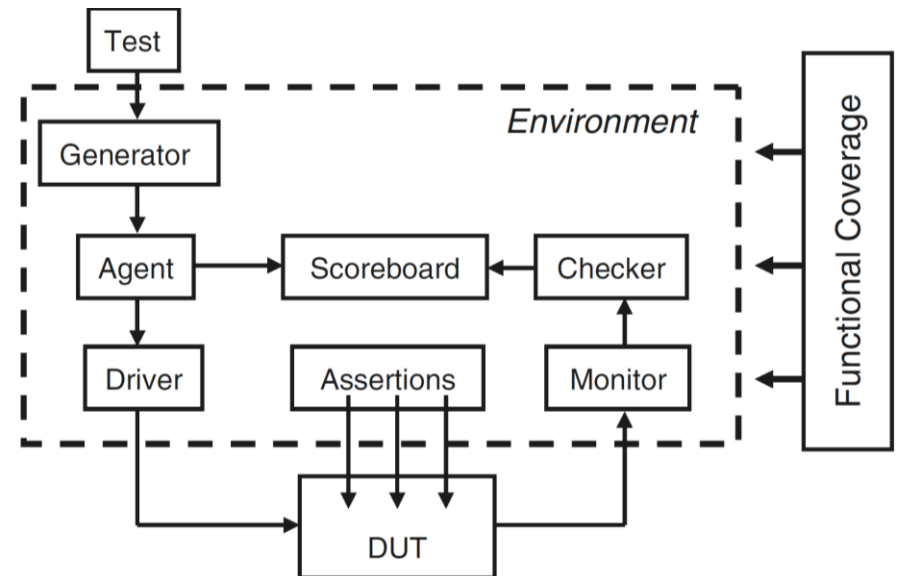 Test
Environment
Generator
Agent
Scoreboard
Checker
Driver
Assertions
Monitor
DUT
Functional Coverage